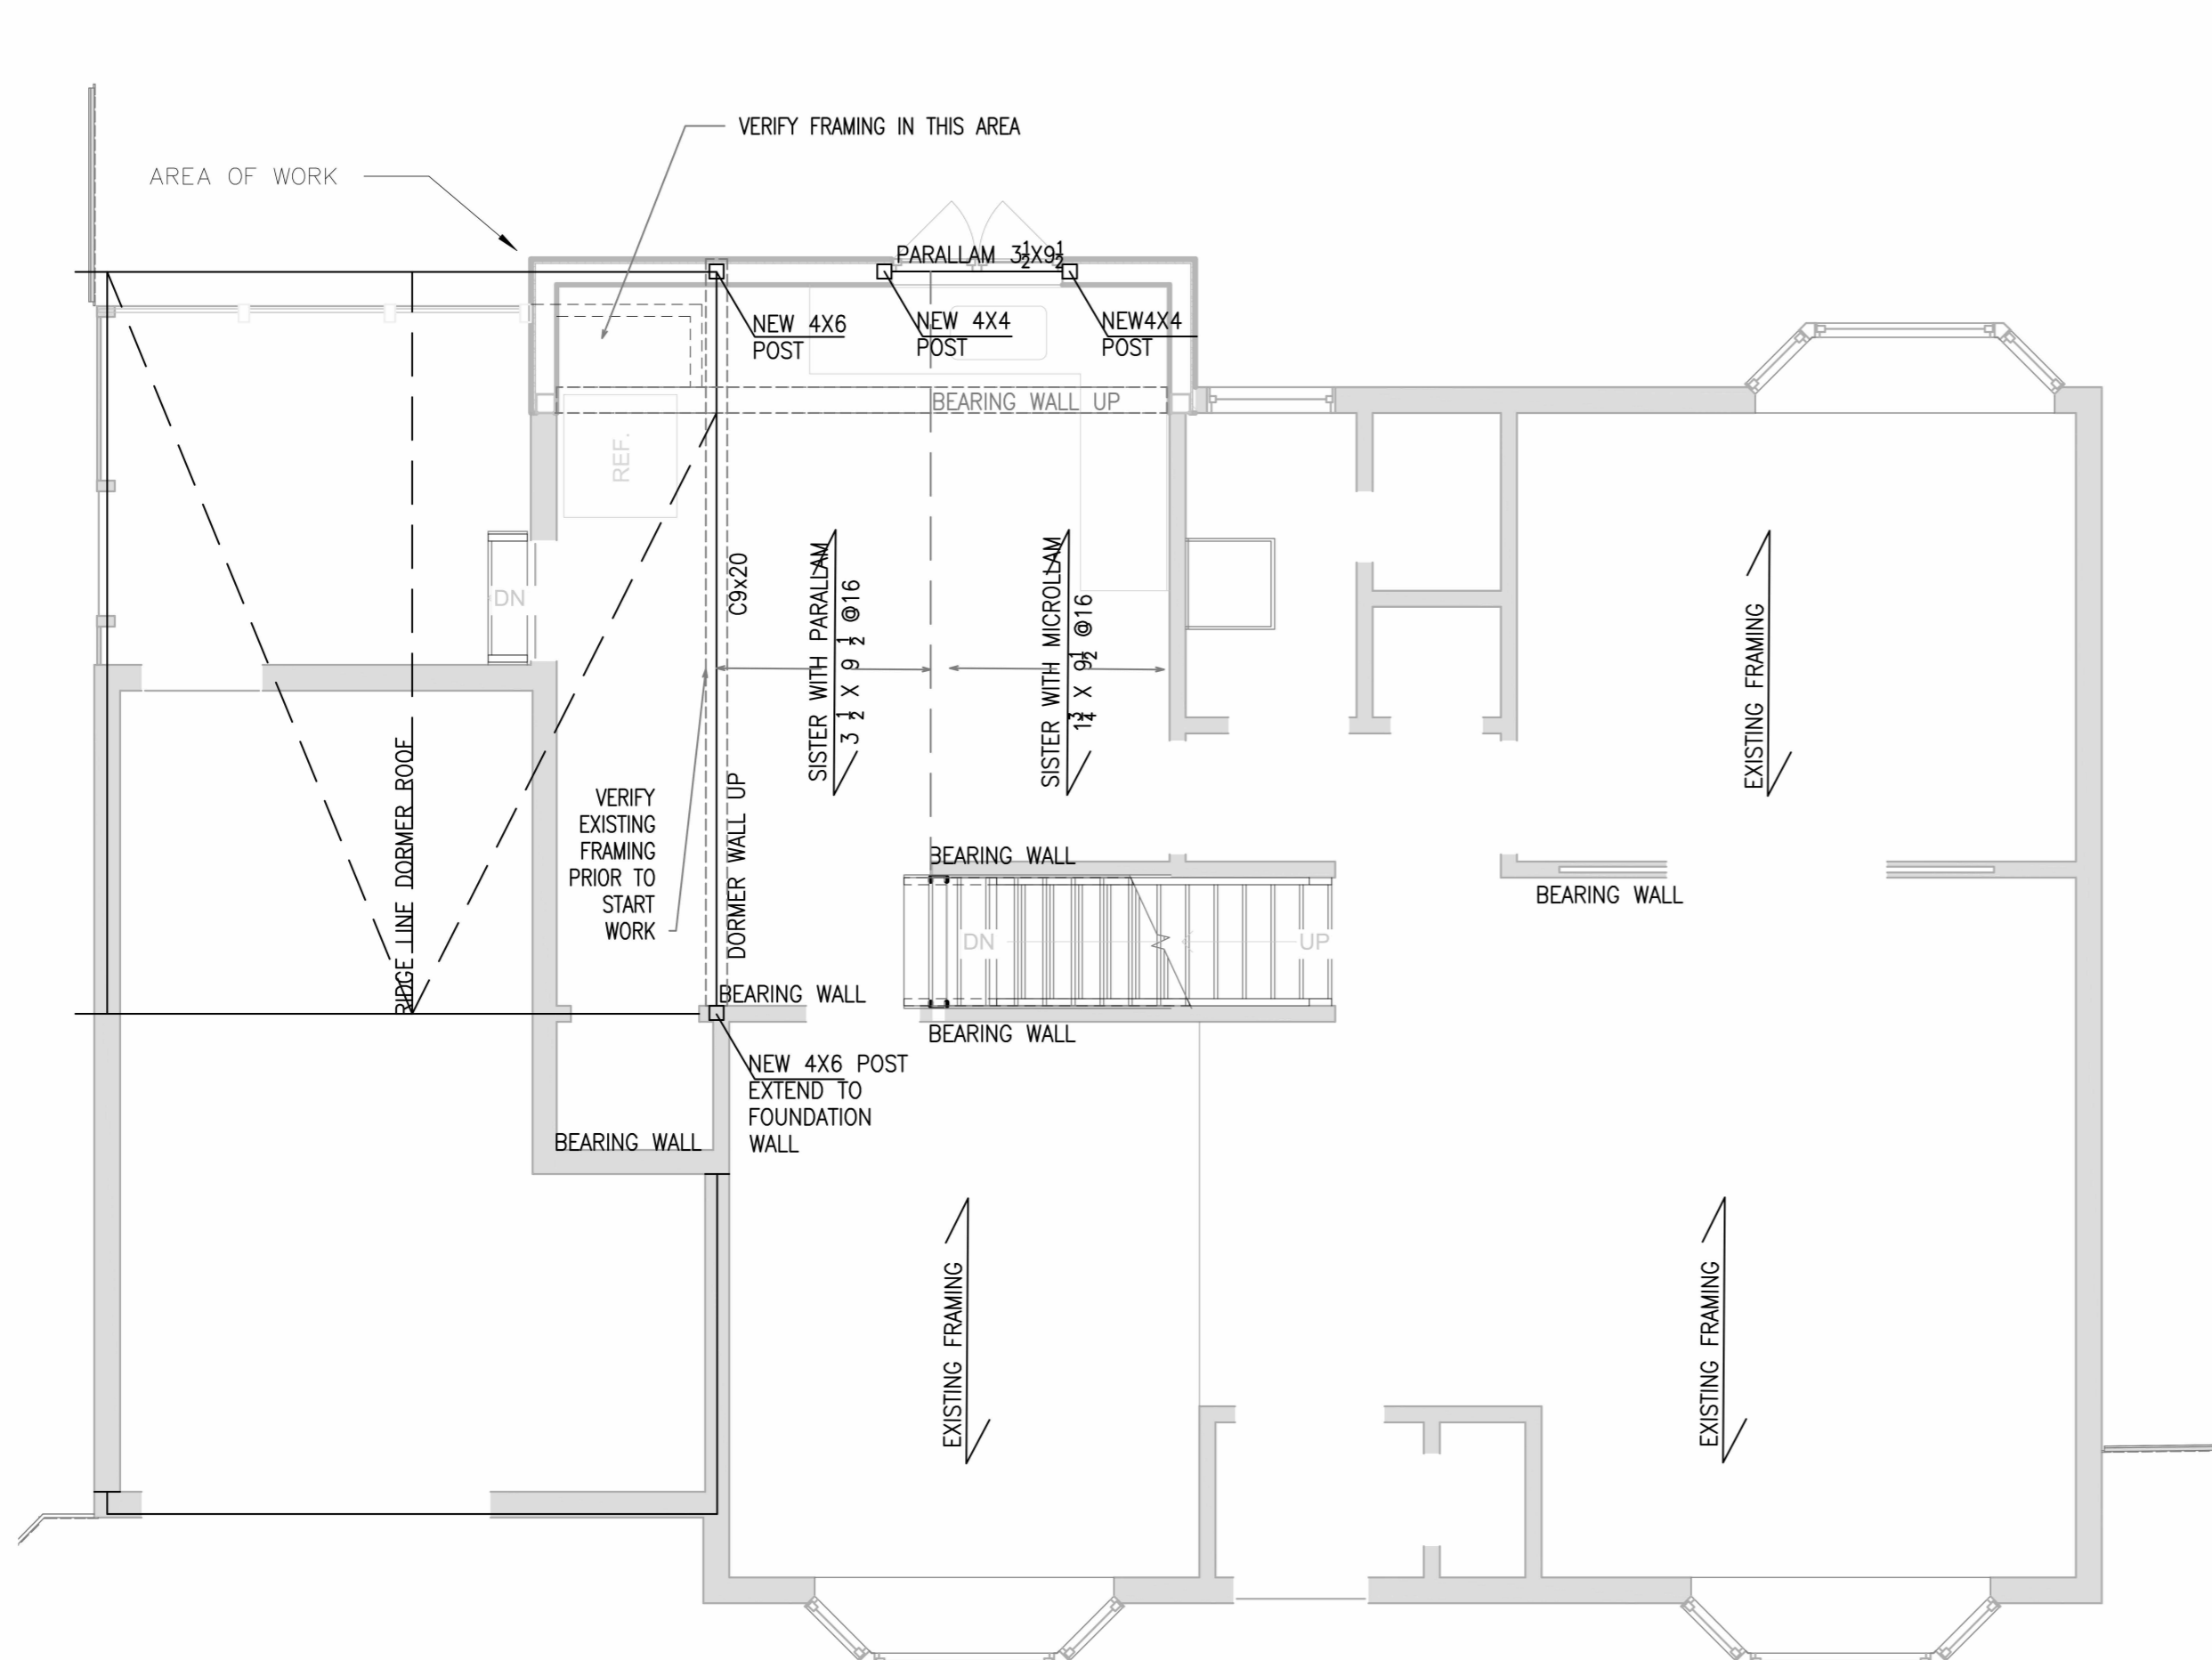 VERIFY FRAMING IN THIS AREA
AREA OF WORK
PARALLAM 3½X9½
NEW 4X6
POST
NEW 4X4
POST
NEW4X4
POST
BEARING WALL UP
REF.
DN
C9x20
SISTER WITH PARALLAM
3 ½ X 9 ½ @16
SISTER WITH MICROLLAM
1¾ X 9½ @16
EXISTING FRAMING
RIDGE LINE DORMER ROOF
VERIFY
EXISTING
FRAMING
PRIOR TO
START
WORK
DORMER WALL UP
BEARING WALL
BEARING WALL
DN
UP
BEARING WALL
BEARING WALL
NEW 4X6 POST
EXTEND TO
FOUNDATION
WALL
BEARING WALL
EXISTING FRAMING
EXISTING FRAMING